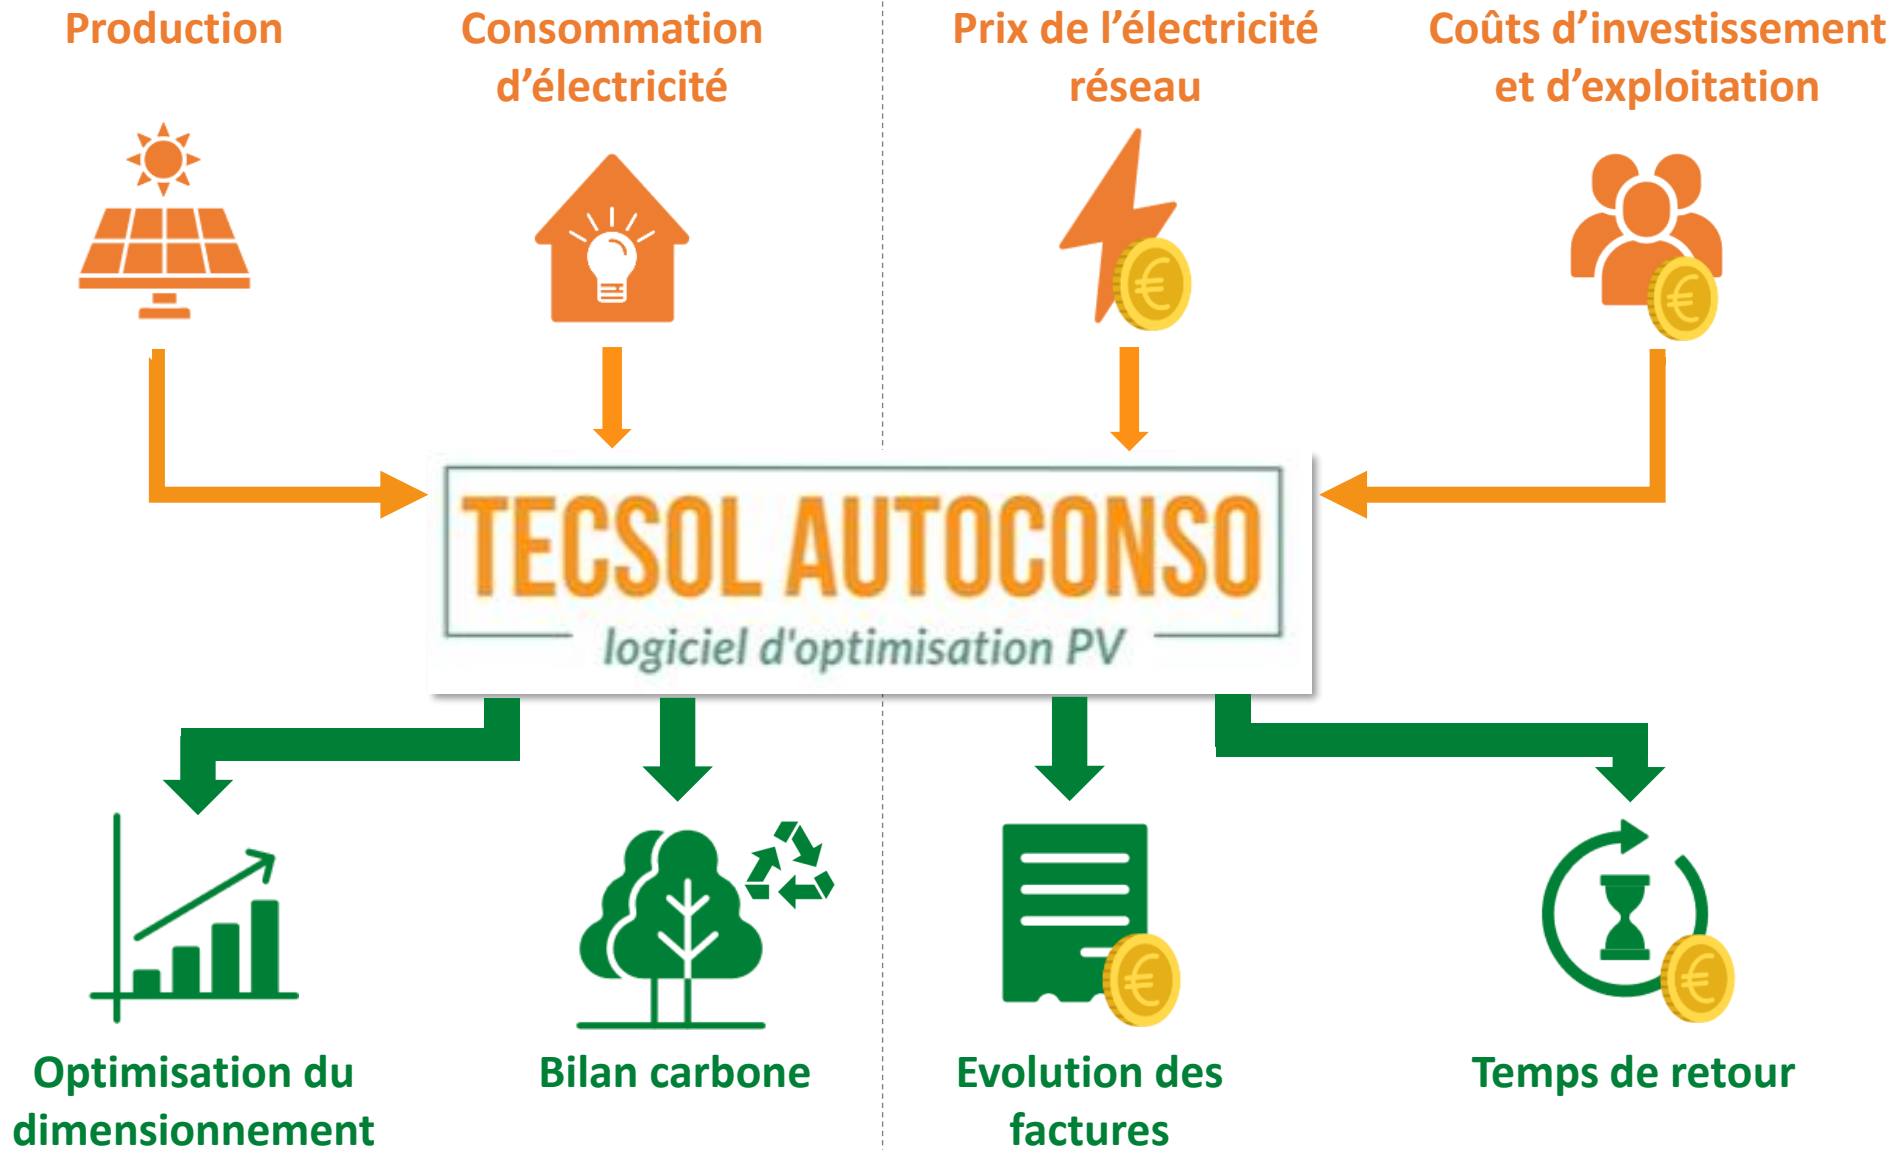 Production
Consommation
d’électricité
Prix de l’électricité
réseau
Coûts d’investissement
et d’exploitation
€
€
TECSOL AUTOCONSO
logiciel d'optimisation PV
€
€
Optimisation du
dimensionnement
Bilan carbone
Evolution des
factures
Temps de retour